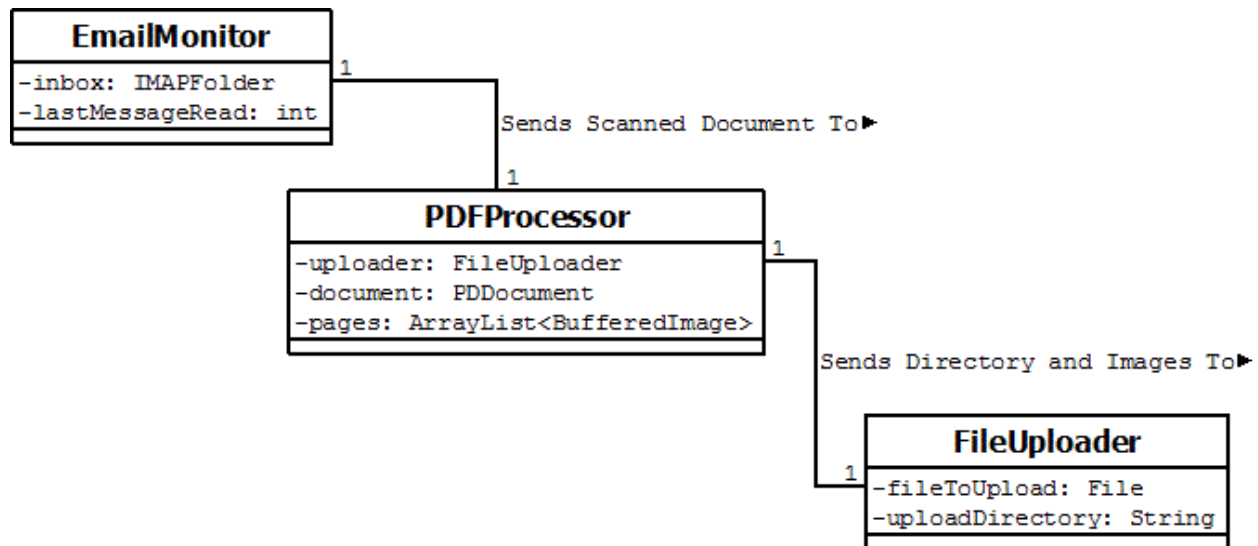 EmailMonitor
-inbox: IMAPFolder
-lastMessageRead: int
1
Sends Scanned Document To►
1
PDFProcessor
-uploader: FileUploader
-document: PDDocument
-pages: ArrayList<BufferedImage>
1
Sends Directory and Images To►
1
FileUploader
-fileToUpload: File
-uploadDirectory: String